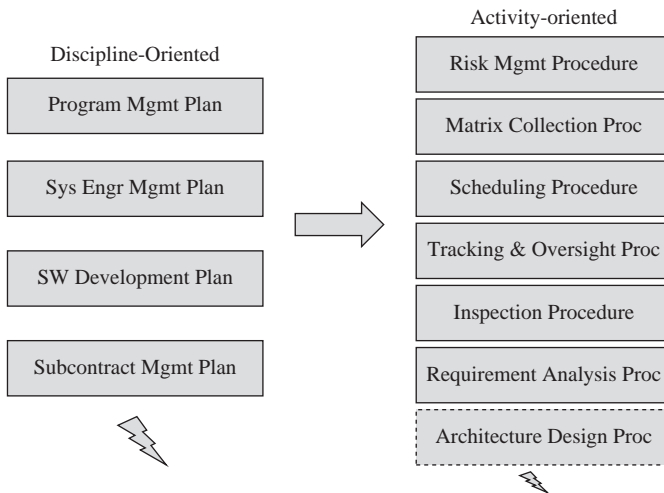 Discipline-Oriented
Program Mgmt Plan
Sys Engr Mgmt Plan
SW Development Plan
Subcontract Mgmt Plan
Activity-oriented
Risk Mgmt Procedure
Matrix Collection Proc
Scheduling Procedure
Tracking & Oversight Proc
Inspection Procedure
Requirement Analysis Proc
Architecture Design Proc